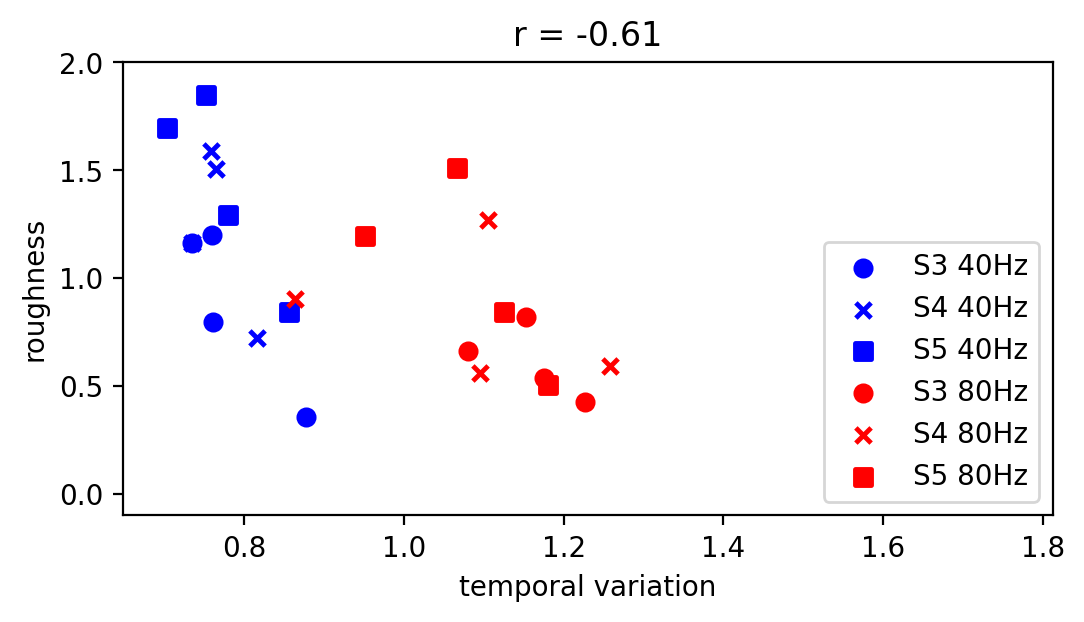 r = -0.61
roughness
2.0
1.5
1.0
0.5
0.0
S3 40Hz
S4 40Hz
S5 40Hz
S3 80Hz
S4 80Hz
S5 80Hz
0.8 1.0 1.2 1.4 1.6 1.8
temporal variation